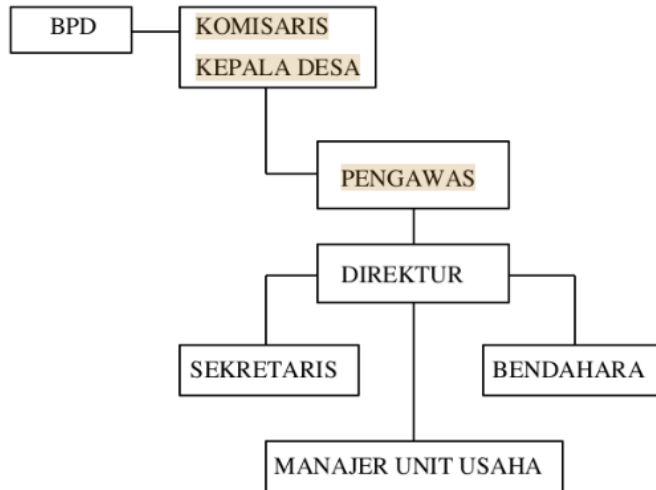 BPD
KOMISARIS
KEPALA DESA
PENGAWAS
DIREKTUR
SEKRETARIS
BENDAHARA
MANAJER UNIT USAHA